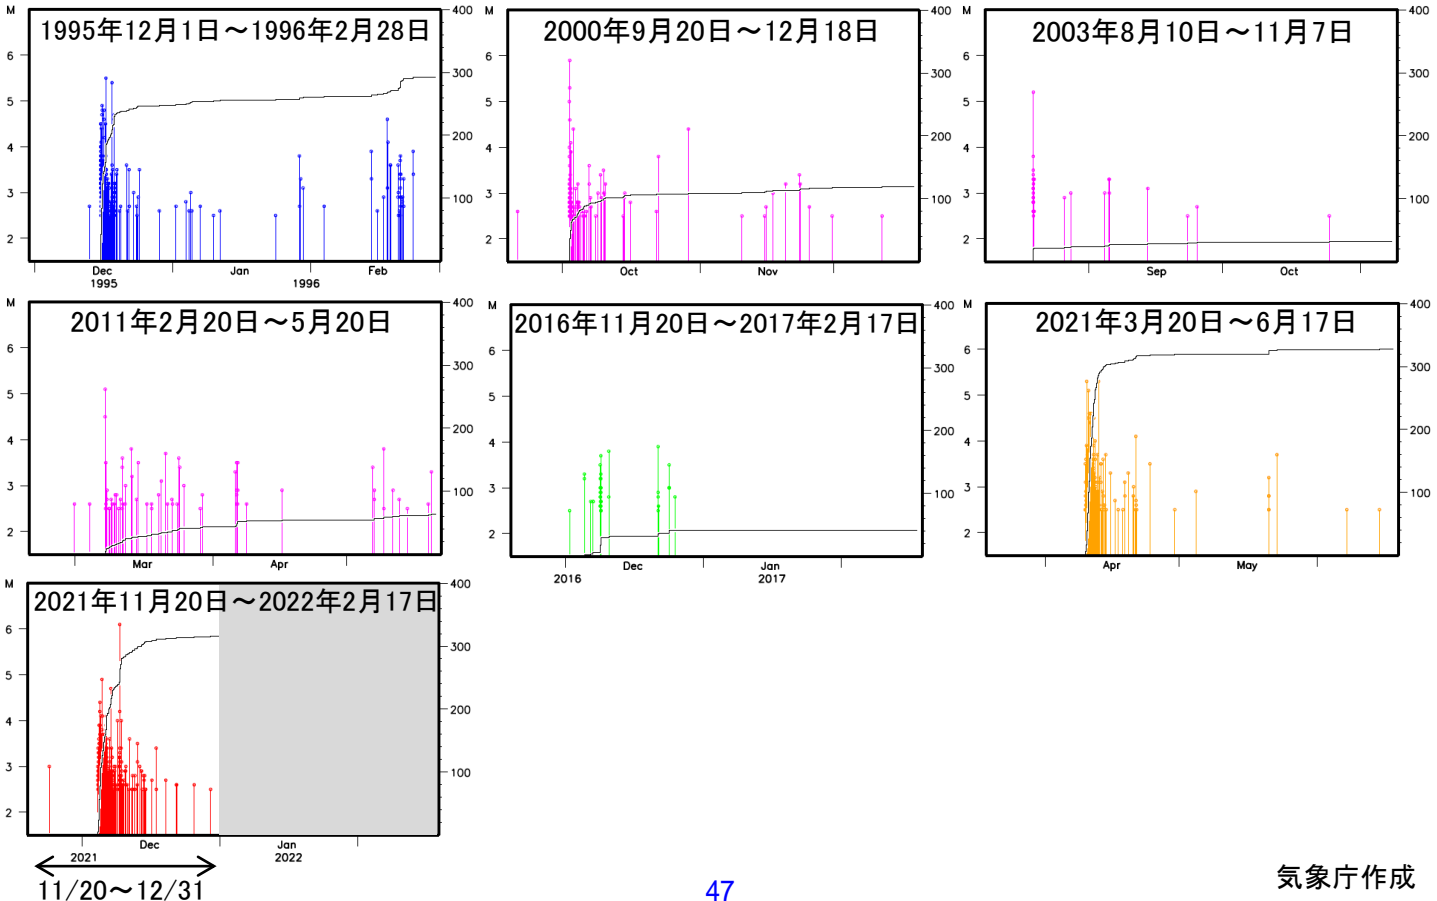 M
400
1995年12月1日～1996年2月28日
6
5
4
3
2
300
200
100
Dec
Jan
Feb
1995
1996
M
400
2000年9月20日～12月18日
6
5
4
3
2
300
200
100
Oct
Nov
M
400
2003年8月10日～11月7日
6
5
4
3
2
300
200
100
Sep
Oct
M
400
2011年2月20日～5月20日
6
5
4
3
2
300
200
100
Mar
Apr
M
400
2016年11月20日～2017年2月17日
6
5
4
3
2
300
200
100
Dec
Jan
2016
2017
M
400
2021年3月20日～6月17日
6
5
4
3
2
300
200
100
Apr
May
M
400
2021年11月20日～2022年2月17日
6
5
4
3
2
300
200
100
Dec
Jan
2021
2022
11/20～12/31
47
気象庁作成